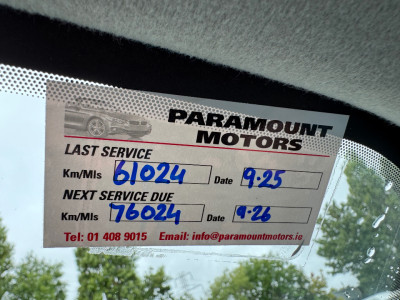 PARAMOUNT
MOTORS
LAST SERVICE
Km/Mls 61024 Date 9.25
NEXT SERVICE DUE
Km/Mls 76024 Date 9.26
Tel: 01 408 9015 Email: info@paramountmotors.ie